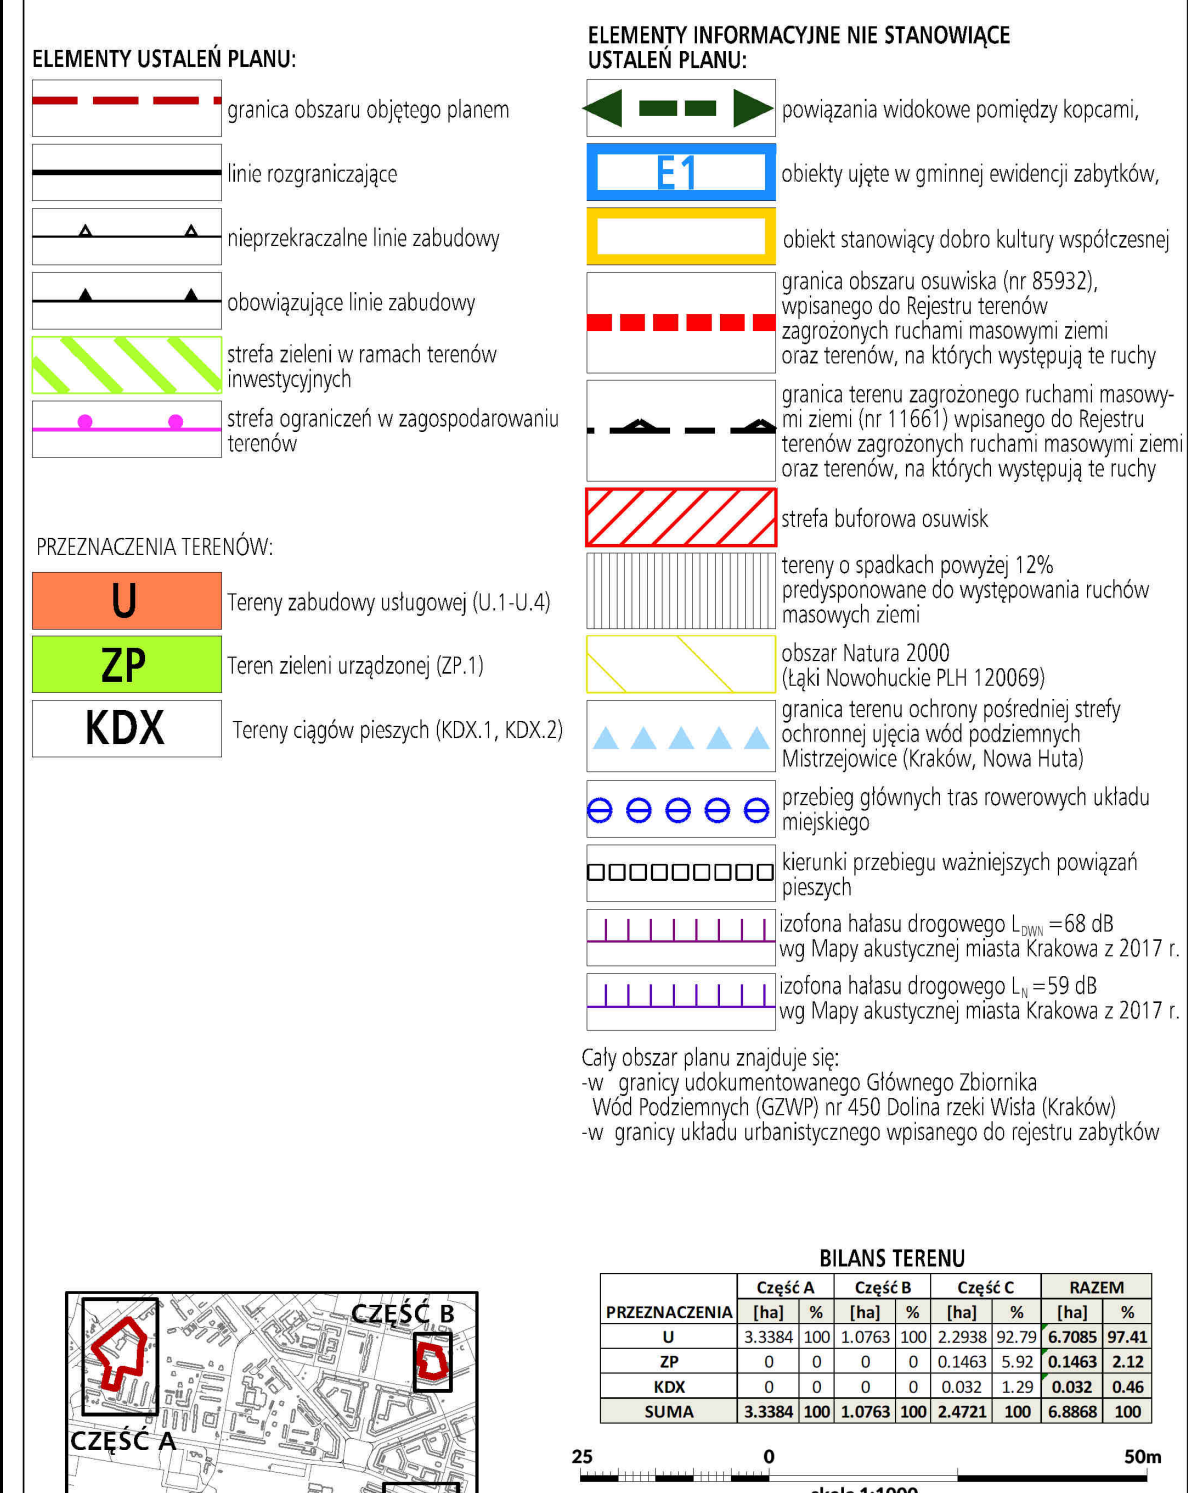 ELEMENTY USTALEŃ PLANU:
granica obszaru objętego planem
linie rozgraniczające
nieprzekraczalne linie zabudowy
obowiązujące linie zabudowy
strefa zieleni w ramach terenów
inwestycyjnych
strefa ograniczeń w zagospodarowaniu
terenów
PRZEZNACZENIA TERENÓW:
U Tereny zabudowy usługowej (U.1-U.4)
ZP Teren zieleni urządzonej (ZP.1)
KDX Tereny ciągów pieszych (KDX.1, KDX.2)
ELEMENTY INFORMACYJNE NIE STANOWIĄCE
USTALEŃ PLANU:
powiązania widokowe pomiędzy kopcami,
E1 obiekty ujęte w gminnej ewidencji zabytków,
obiekt stanowiący dobro kultury współczesnej
granica obszaru osuwiska (nr 85932),
wpisanego do Rejestru terenów
zagrożonych ruchami masowymi ziemi
oraz terenów, na których występują te ruchy
granica terenu zagrożonego ruchami masowy-
mi ziemi (nr 11661) wpisanego do Rejestru
terenów zagrożonych ruchami masowymi ziemi
oraz terenów, na których występują te ruchy
strefa buforowa osuwisk
tereny o spadkach powyżej 12%
predysponowane do występowania ruchów
masowych ziemi
obszar Natura 2000
(Łąki Nowohuckie PLH 120069)
granica terenu ochrony pośredniej strefy
ochronnej ujęcia wód podziemnych
Mistrzejowice (Kraków, Nowa Huta)
przebieg głównych tras rowerowych układu
miejskiego
kierunki przebiegu ważniejszych powiązań
pieszych
izofona hałasu drogowego LDWN =68 dB
wg Mapy akustycznej miasta Krakowa z 2017 r.
izofona hałasu drogowego LN =59 dB
wg Mapy akustycznej miasta Krakowa z 2017 r.
Cały obszar planu znajduje się:
-w granicy udokumentowanego Głównego Zbiornika
Wód Podziemnych (GZWP) nr 450 Dolina rzeki Wisła (Kraków)
-w granicy układu urbanistycznego wpisanego do rejestru zabytków
CZĘŚĆ B
CZĘŚĆ A
BILANS TERENU
PRZEZNACZENIA Część A Część B Część C RAZEM
[ha] % [ha] % [ha] % [ha] %
U 3.3384 100 1.0763 100 2.2938 92.79 6.7085 97.41
ZP 0 0 0 0 0.1463 5.92 0.1463 2.12
KDX 0 0 0 0 0.032 1.29 0.032 0.46
SUMA 3.3384 100 1.0763 100 2.4721 100 6.8868 100
25 0 50m
skala 1:1000